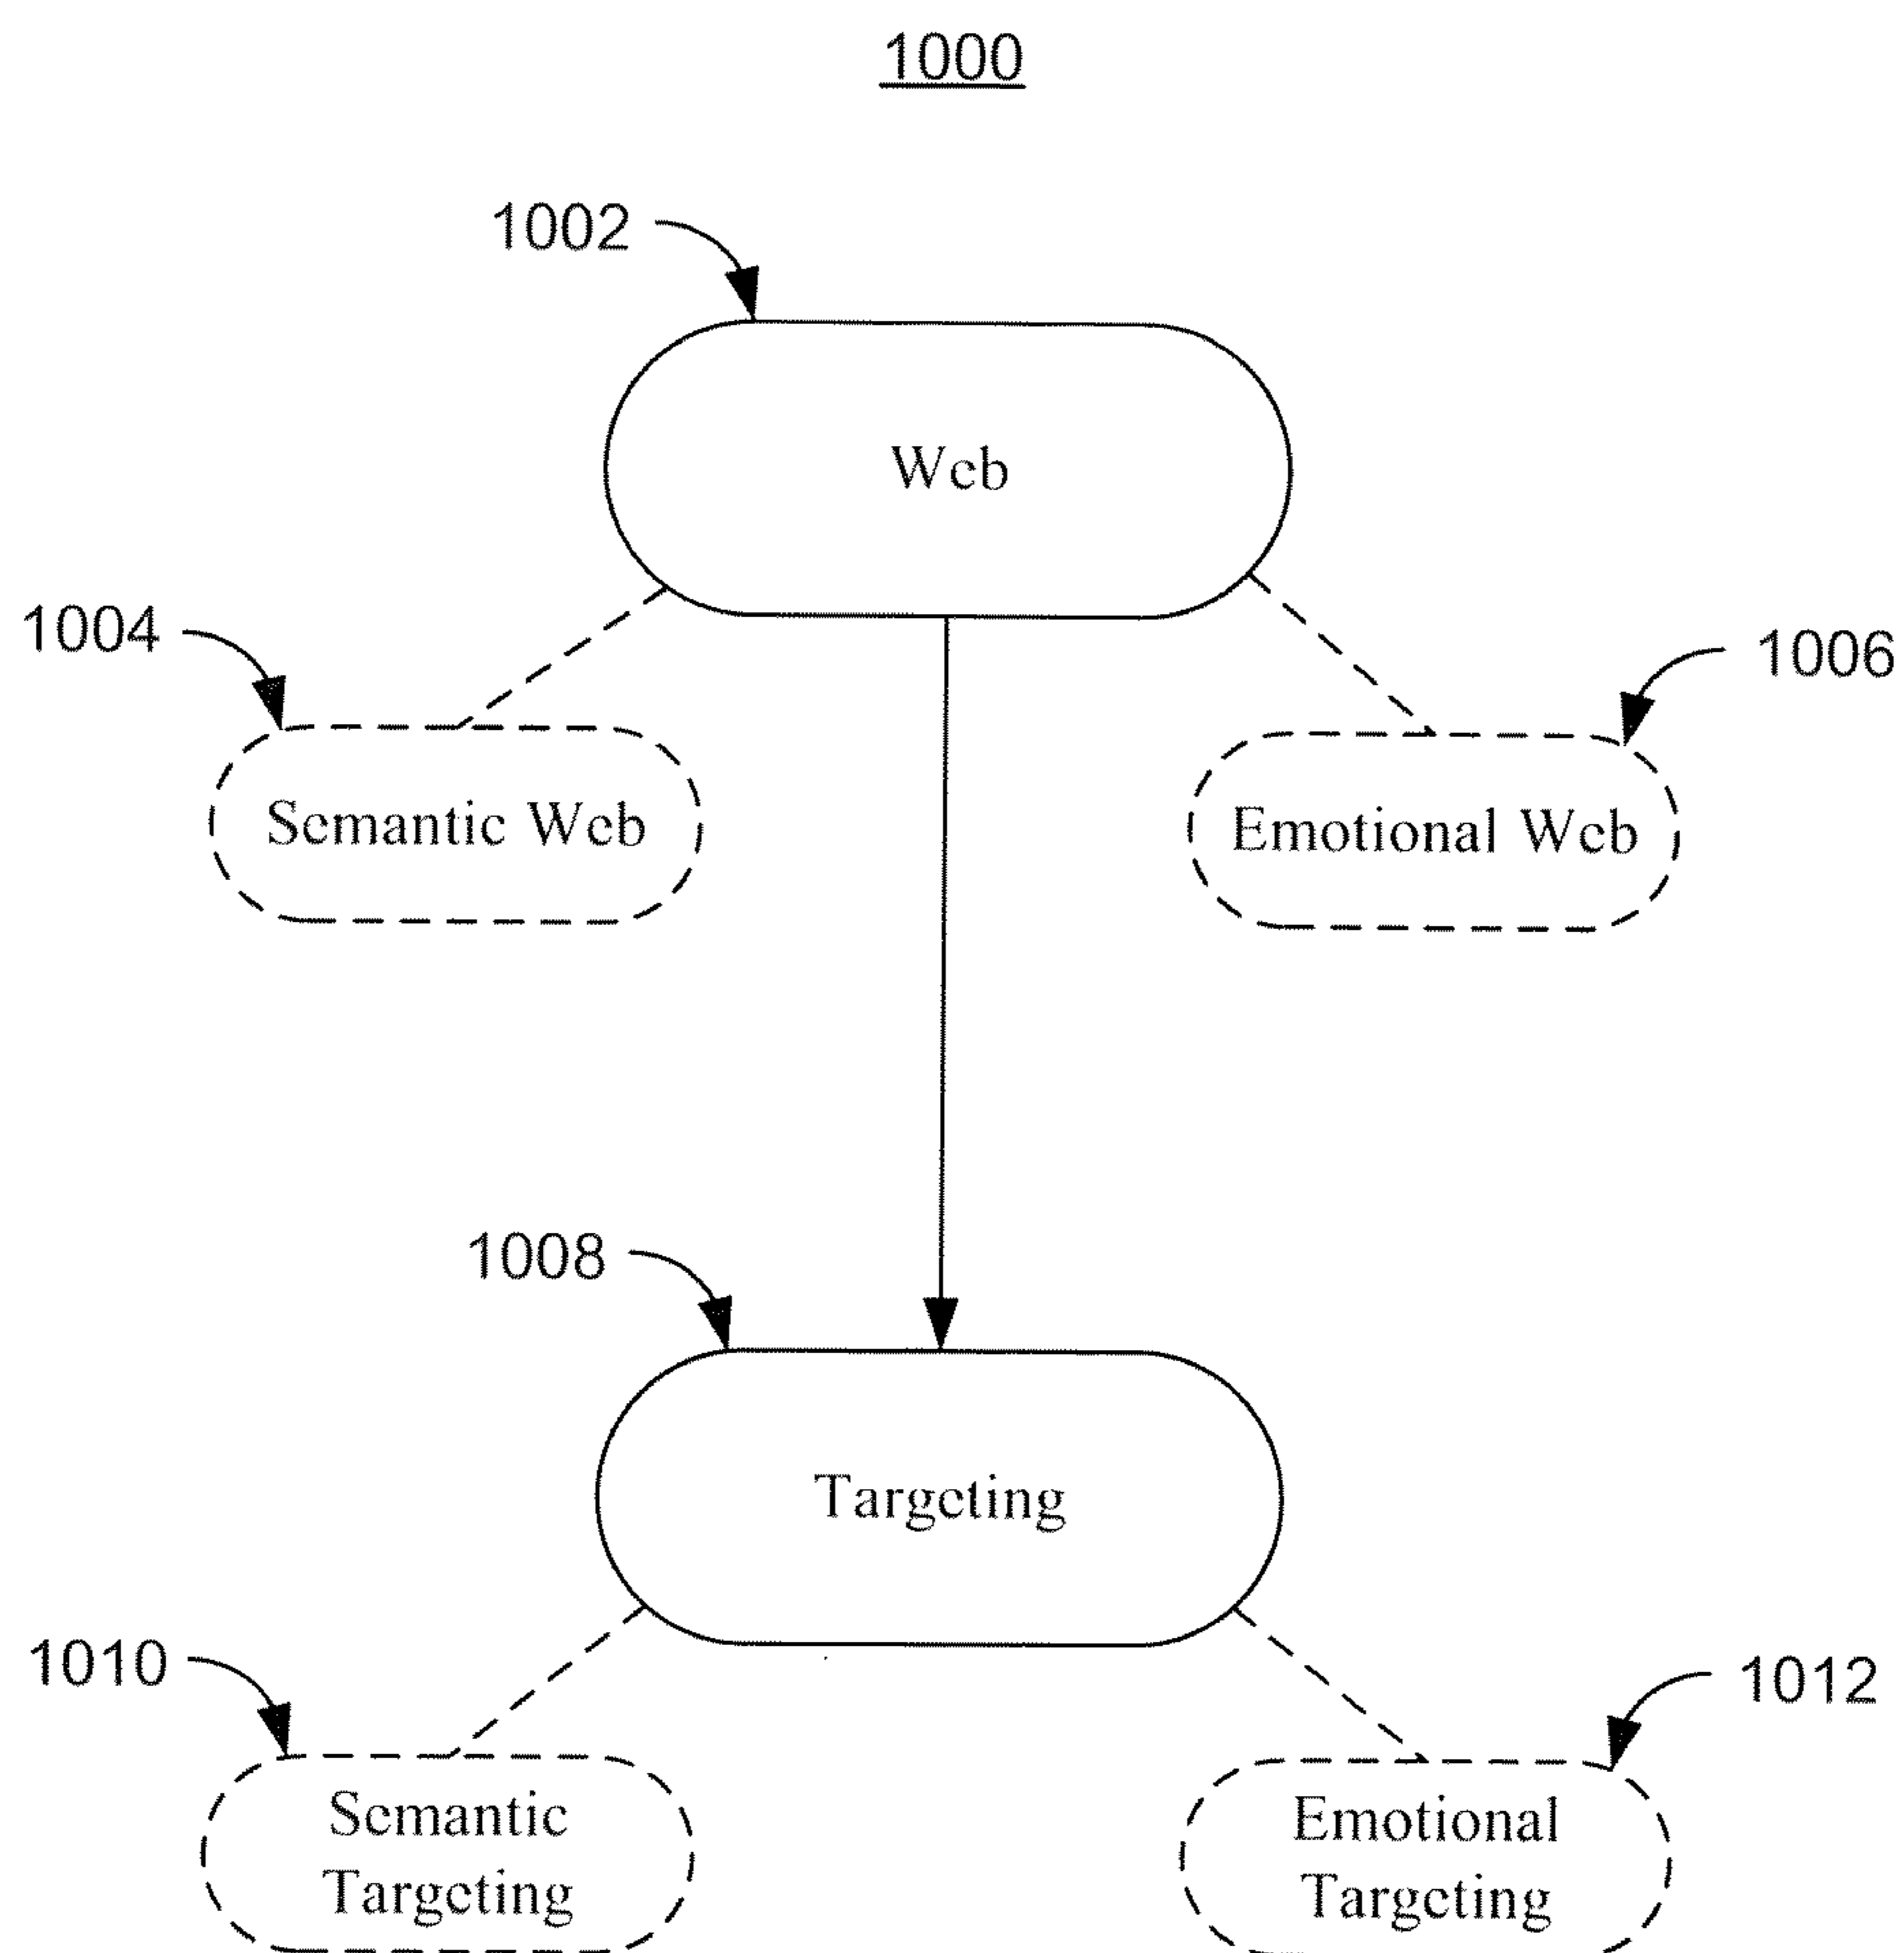 1000
1002
Web
1004
1006
Semantic Web
Emotional Web
1008
Targeting
1010
1012
Semantic
Targeting
Emotional
Targeting